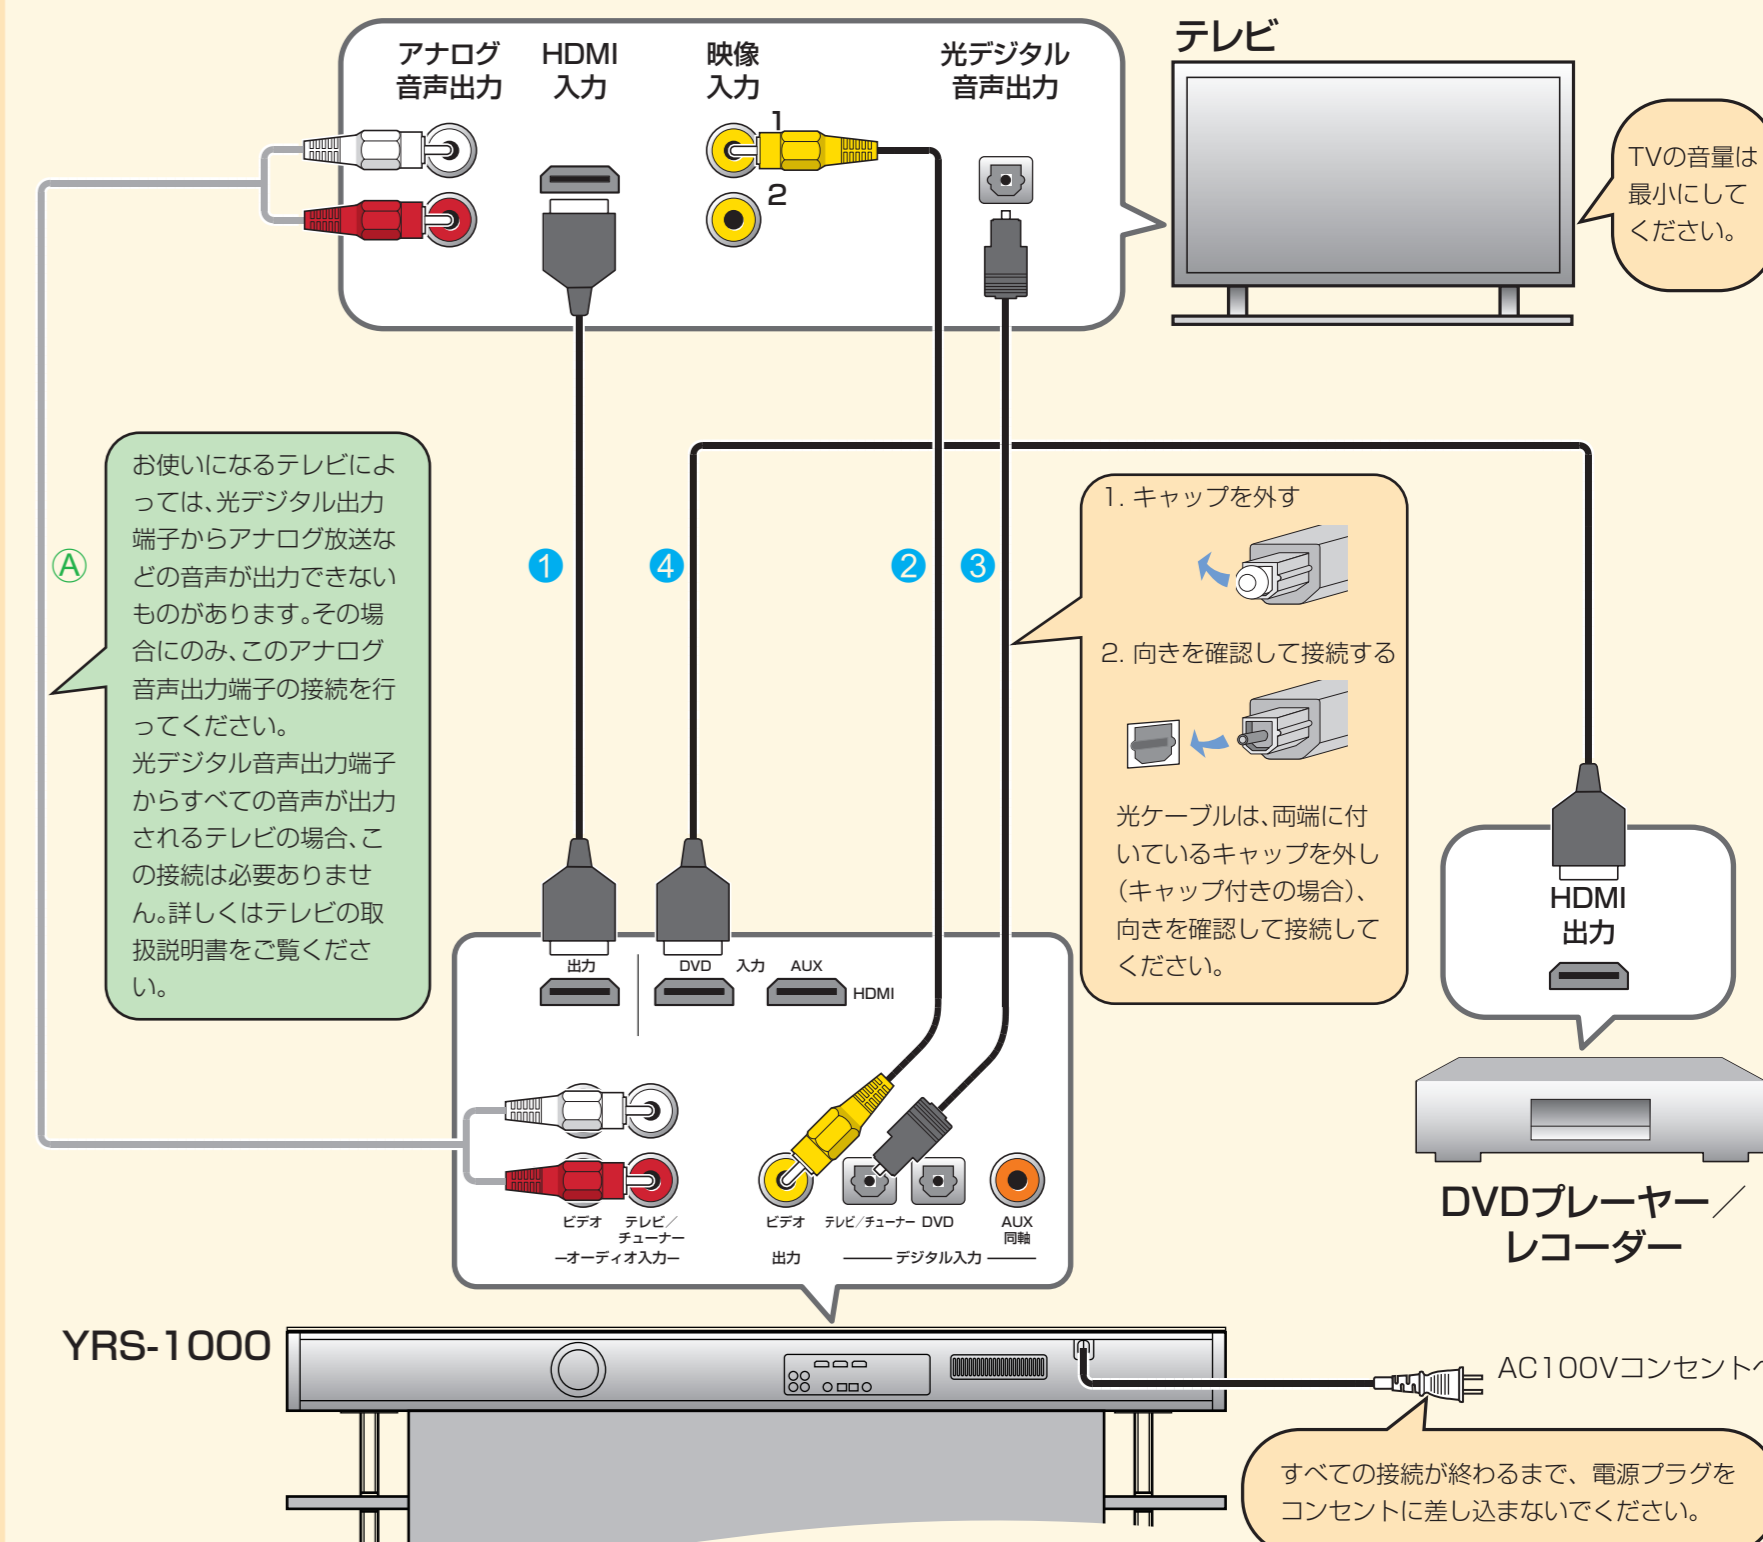 テレビ
アナログ
音声出力
HDMI
入力
映像
入力
光デジタル
音声出力
1
2
TVの音量は
最小にして
ください。
お使いになるテレビによ
っては、光デジタル出力
端子からアナログ放送な
どの音声が出力できない
ものがあります。その場
合にのみ、このアナログ
音声出力端子の接続を行
ってください。
光デジタル音声出力端子
からすべての音声が出力
されるテレビの場合、こ
の接続は必要ありませ
ん。詳しくはテレビの取
扱説明書をご覧くださ
い。
Ⓐ
❶
❹
❷
❸
1. キャップを外す
2. 向きを確認して接続する
光ケーブルは、両端に付
いているキャップを外し
(キャップ付きの場合)、
向きを確認して接続して
ください。
HDMI
出力
DVDプレーヤー/
レコーダー
出力
DVD 入力 AUX
HDMI
ビデオ
テレビ/
チューナー
オーディオ入力
ビデオ
出力
テレビ/チューナー DVD
デジタル入力
AUX
同軸
YRS-1000
AC100Vコンセントへ
すべての接続が終わるまで、電源プラグを
コンセントに差し込まないでください。